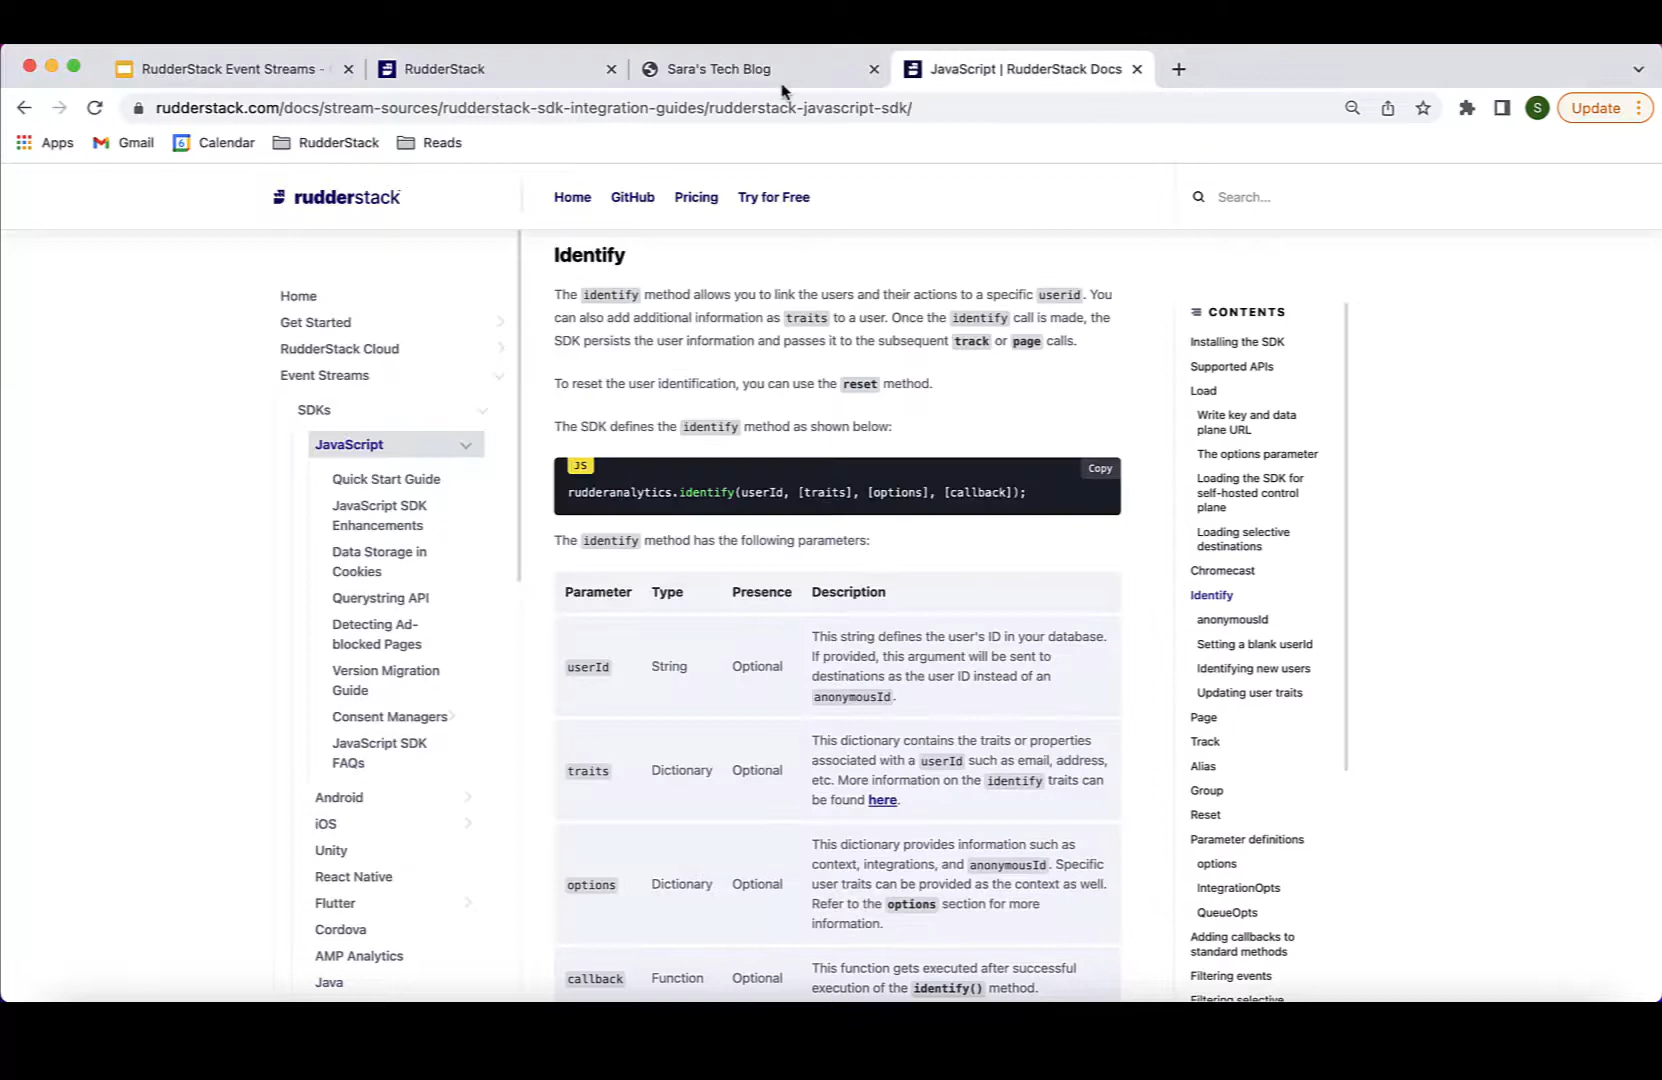 RudderStack Event Streams -
RudderStack
Sara's Tech Blog
JavaScript | RudderStack Docs
rudderstack.com/docs/stream-sources/rudderstack-sdk-integration-guides/rudderstack-javascript-sdk/
S
Update
Apps
6
Gmail
Calendar
RudderStack
Reads
rudderstack
Home
GitHub
Pricing
Try for Free
Search...
Home
Get Started
RudderStack Cloud
Event Streams
SDKs
JavaScript
Quick Start Guide
JavaScript SDK
Enhancements
Data Storage in
Cookies
Querystring API
Detecting Ad-
blocked Pages
Version Migration
Guide
Consent Managers
JavaScript SDK
FAQs
Android
iOS
Unity
React Native
Flutter
Cordova
AMP Analytics
Java
Identify
The identify method allows you to link the users and their actions to a specific userid. You
can also add additional information as traits to a user. Once the identify call is made, the
SDK persists the user information and passes it to the subsequent track or page calls.
To reset the user identification, you can use the reset method.
The SDK defines the identify method as shown below:
JS
Copy
rudderanalytics.identify(userId, [traits], [options], [callback]);
The identify method has the following parameters:
Parameter Type Presence Description
userId String Optional
This string defines the user's ID in your database.
If provided, this argument will be sent to
destinations as the user ID instead of an
anonymousId.
traits Dictionary Optional
This dictionary contains the traits or properties
associated with a userId such as email, address,
etc. More information on the identify traits can
be found here.
options Dictionary Optional
This dictionary provides information such as
context, integrations, and anonymousId. Specific
user traits can be provided as the context as well.
Refer to the options section for more
information.
callback Function Optional
This function gets executed after successful
execution of the identify() method.
CONTENTS
Installing the SDK
Supported APIs
Load
Write key and data
plane URL
The options parameter
Loading the SDK for
self-hosted control
plane
Loading selective
destinations
Chromecast
Identify
anonymousId
Setting a blank userId
Identifying new users
Updating user traits
Page
Track
Alias
Group
Reset
Parameter definitions
options
IntegrationOpts
QueueOpts
Adding callbacks to
standard methods
Filtering events
Filtering selective